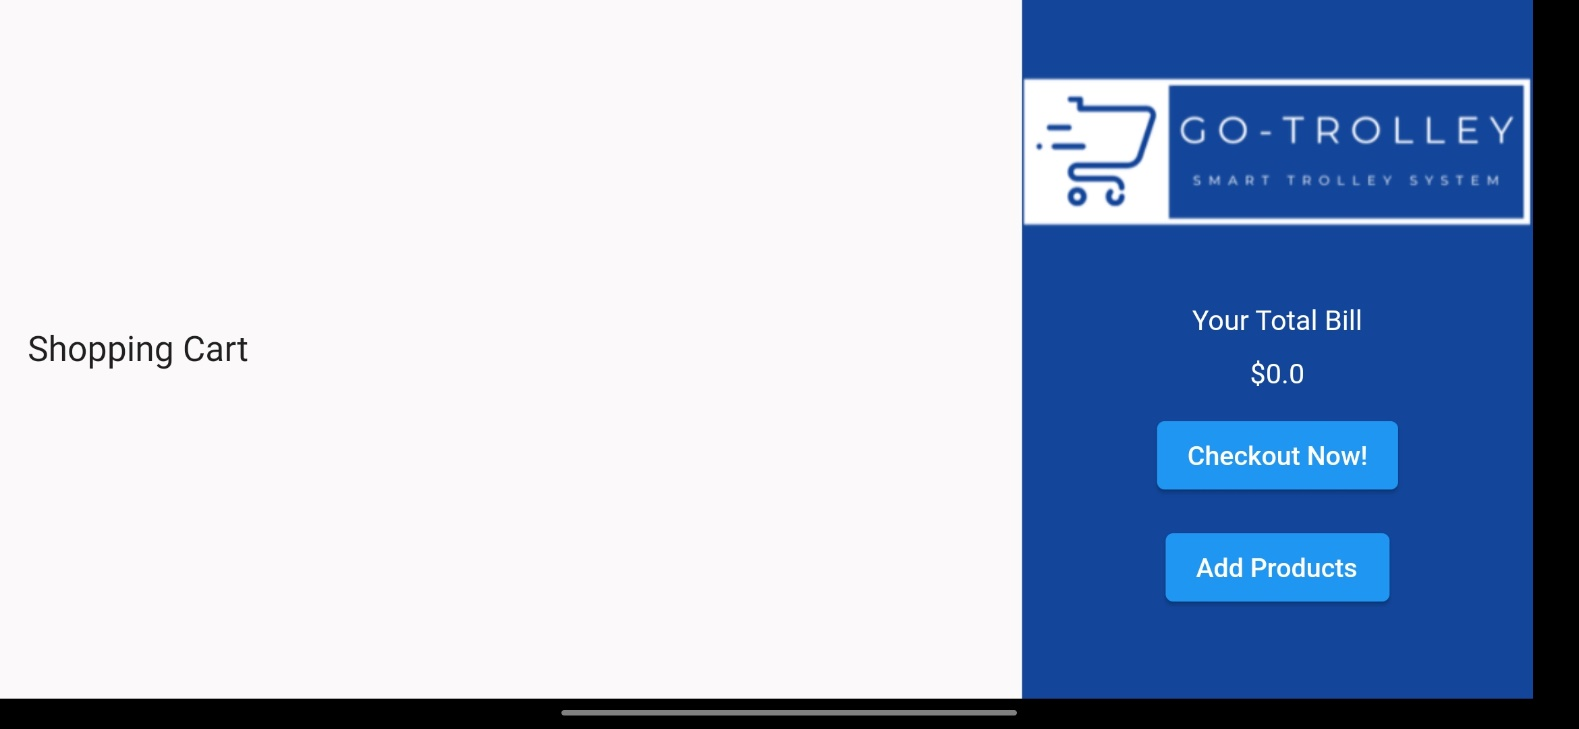 Shopping Cart
GO-TROLLEY
SMART TROLLEY SYSTEM
Your Total Bill
$0.0
Checkout Now!
Add Products